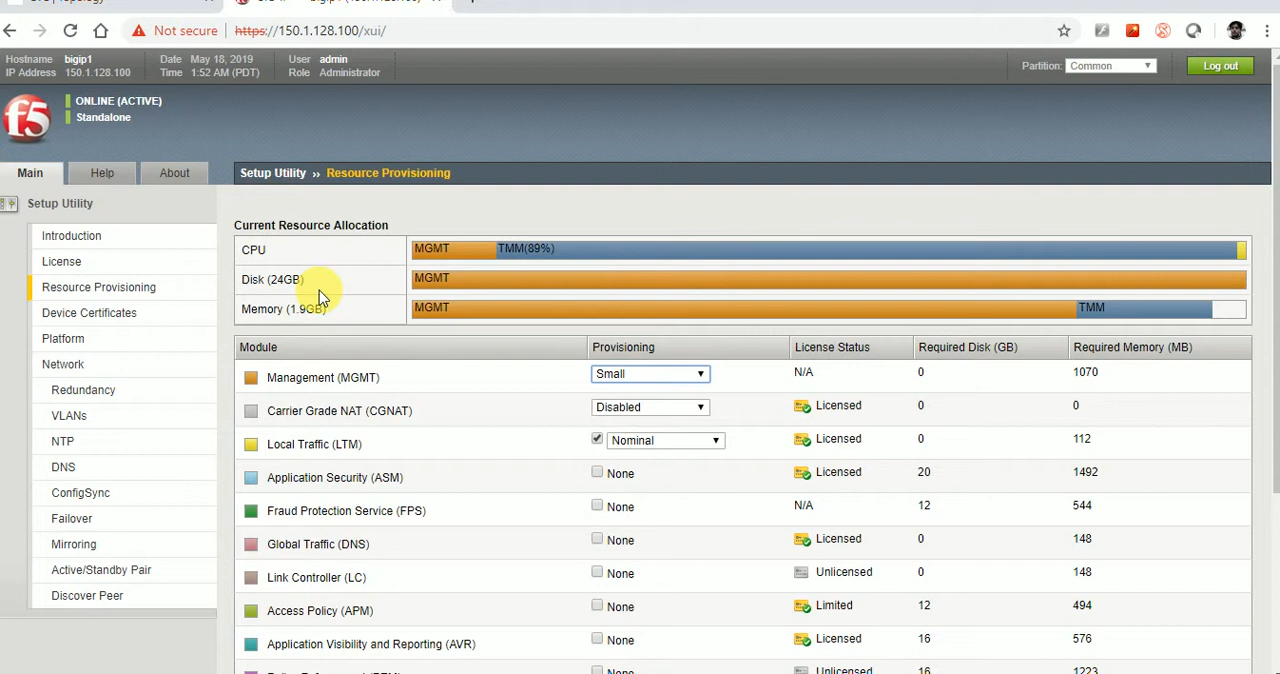 Not secure https://150.1.128.100/xui/
Hostname bigip1 Date May 18, 2019 User admin
IP Address 150.1.128.100 Time 1:52 AM (PDT) Role Administrator
Partition: Common Log out
f5
ONLINE (ACTIVE)
Standalone
Main Help About
Setup Utility ›› Resource Provisioning
Setup Utility
Introduction
License
Resource Provisioning
Device Certificates
Platform
Network
Redundancy
VLANs
NTP
DNS
ConfigSync
Failover
Mirroring
Active/Standby Pair
Discover Peer
Current Resource Allocation
CPU MGMT TMM(89%)
Disk (24GB) MGMT
Memory (1.9GB) MGMT TMM
Module Provisioning License Status Required Disk (GB) Required Memory (MB)
Management (MGMT) Small N/A 0 1070
Carrier Grade NAT (CGNAT) Disabled Licensed 0 0
Local Traffic (LTM) Nominal Licensed 0 112
Application Security (ASM) None Licensed 20 1492
Fraud Protection Service (FPS) None N/A 12 544
Global Traffic (DNS) None Licensed 0 148
Link Controller (LC) None Unlicensed 0 148
Access Policy (APM) None Limited 12 494
Application Visibility and Reporting (AVR) None Licensed 16 576
None Unlicensed 16 1223